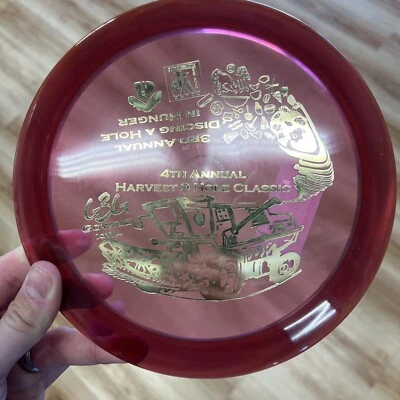 4TH ANNUAL
HARVEST 9 HOLE CLASSIC
3RD ANNUAL
DISCING A HOLE
IN HUNGER